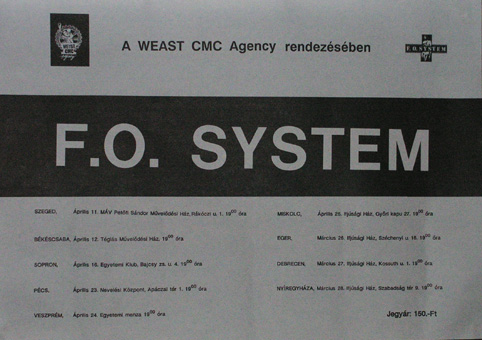 A WEAST CMC Agency rendezésében
F.O. SYSTEM
F.O. SYSTEM
SZEGED, Április 11. MÁV Petőfi Sándor Művelődési Ház, Rákóczi u. 1. 19⁰⁰ óra
BÉKÉSCSABA, Április 12. Téglás Művelődési Ház, 19⁰⁰ óra
SOPRON, Április 18. Egyetemi Klub, Bajcsy zs. u. 4. 19⁰⁰ óra
PÉCS, Április 23. Nevelési Központ, Apáczai tér 1. 19⁰⁰ óra
VESZPRÉM, Április 24. Egyetemi menza 19⁰⁰ óra
MISKOLC, Április 25. Ifjúsági Ház, Győri kapu 27. 19⁰⁰ óra
EGER, Március 26. Ifjúsági Ház, Széchenyi u. 16. 19⁰⁰ óra
DEBRECEN, Március 27. Ifjúsági Ház, Kossuth u. 1. 19⁰⁰ óra
NYÍREGYHÁZA, Március 28. Ifjúsági Ház, Szabadság tér 9. 19⁰⁰ óra
Jegyár: 150.-Ft